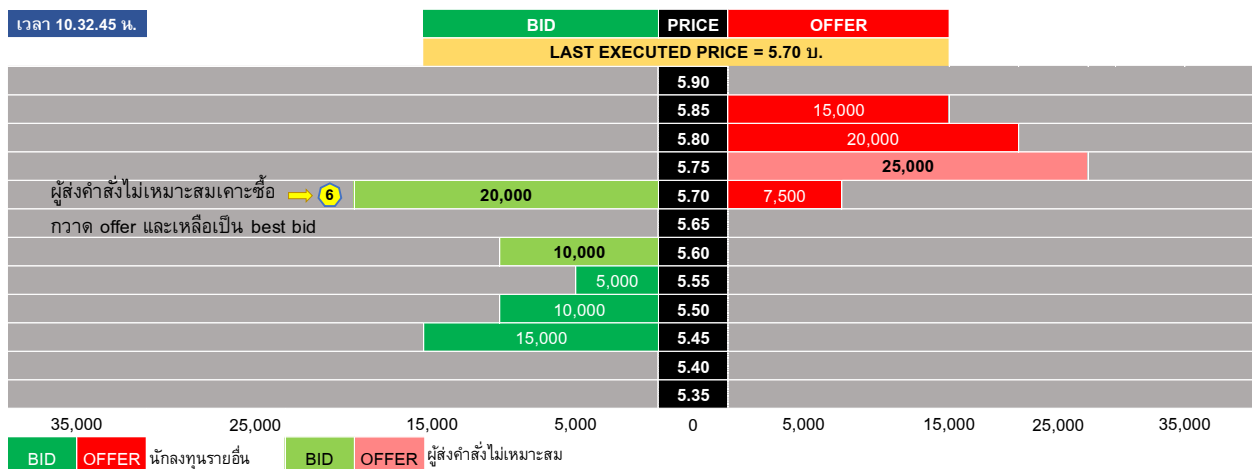 เวลา 10.32.45 น.
BID PRICE OFFER
LAST EXECUTED PRICE = 5.70 บ.
5.90
5.85 15,000
5.80 20,000
5.75 25,000
ผู้ส่งคำสั่งไม่เหมาะสมเคาะซื้อ 6 20,000 5.70 7,500
กวาด offer และเหลือเป็น best bid 5.65
10,000 5.60
5,000 5.55
10,000 5.50
15,000 5.45
5.40
5.35
35,000 25,000 15,000 5,000 0 5,000 15,000 25,000 35,000
BID OFFER นักลงทุนรายอื่น BID OFFER ผู้ส่งคำสั่งไม่เหมาะสม